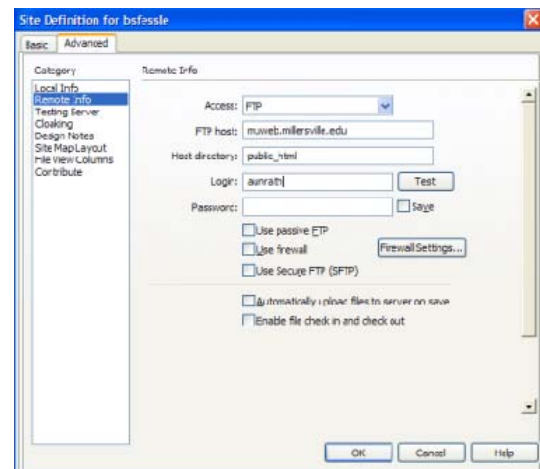 Site Definition for bsfessle
Basic Advanced
Category Remote Info
Local Info
Remote Info
Testing Server
Cloaking
Design Notes
Site Map Layout
File View Columns
Contribute
Access: FTP
FTP host: muweb.millersville.edu
Host directory: public_html
Login: aunrath Test
Password: Save
Use passive FTP
Use firewall Firewall Settings...
Use Secure FTP (SFTP)
Automatically upload files to server on save
Enable file check in and check out
OK Cancel Help